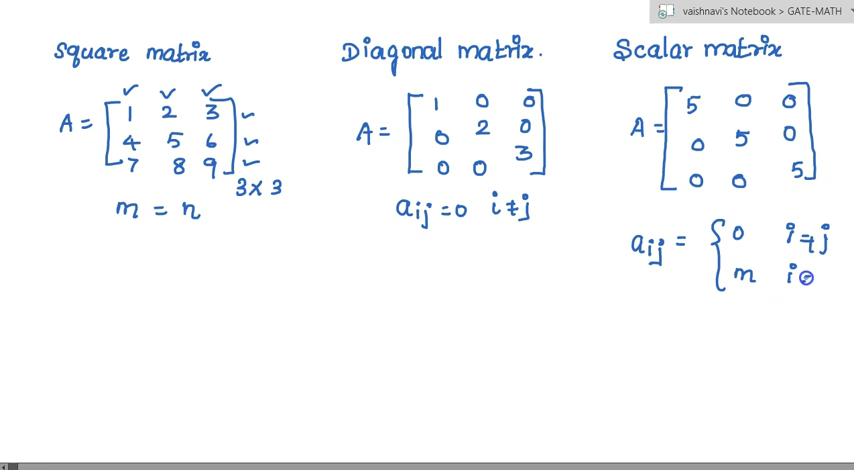 vaishnavi's Notebook > GATE-MATH
Square matrix
A = [1 2 3
4 5 6
7 8 9]
3 × 3
m = n
Diagonal matrix.
A = [1 0 0
0 2 0
0 0 3]
aij = 0 i ≠ j
Scalar matrix
A = [5 0 0
0 5 0
0 0 5]
aij = { 0 i ≠ j
m i